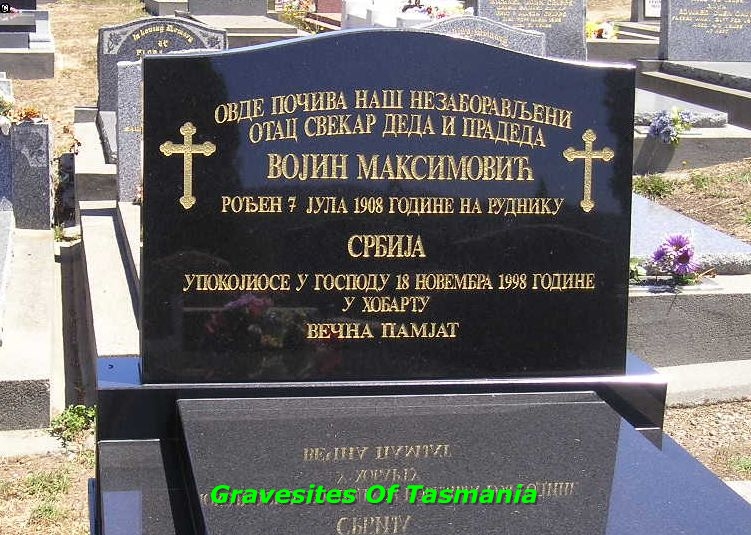 ОВДЕ ПОЧИВА НАШ НЕЗАБОРАВЉЕНИ
ОТАЦ СВЕКАР ДЕДА И ПРАДЕДА
ВОЈИН МАКСИМОВИЋ
РОЂЕН 7 ЈУЛА 1908 ГОДИНЕ НА РУДНИКУ
СРБИЈА
УПОКОЈИОСЕ У ГОСПОДУ 18 НОВЕМБРА 1998 ГОДИНЕ
У ХОБАРТУ
ВЕЧНА ПАМЈАТ
Gravesites Of Tasmania